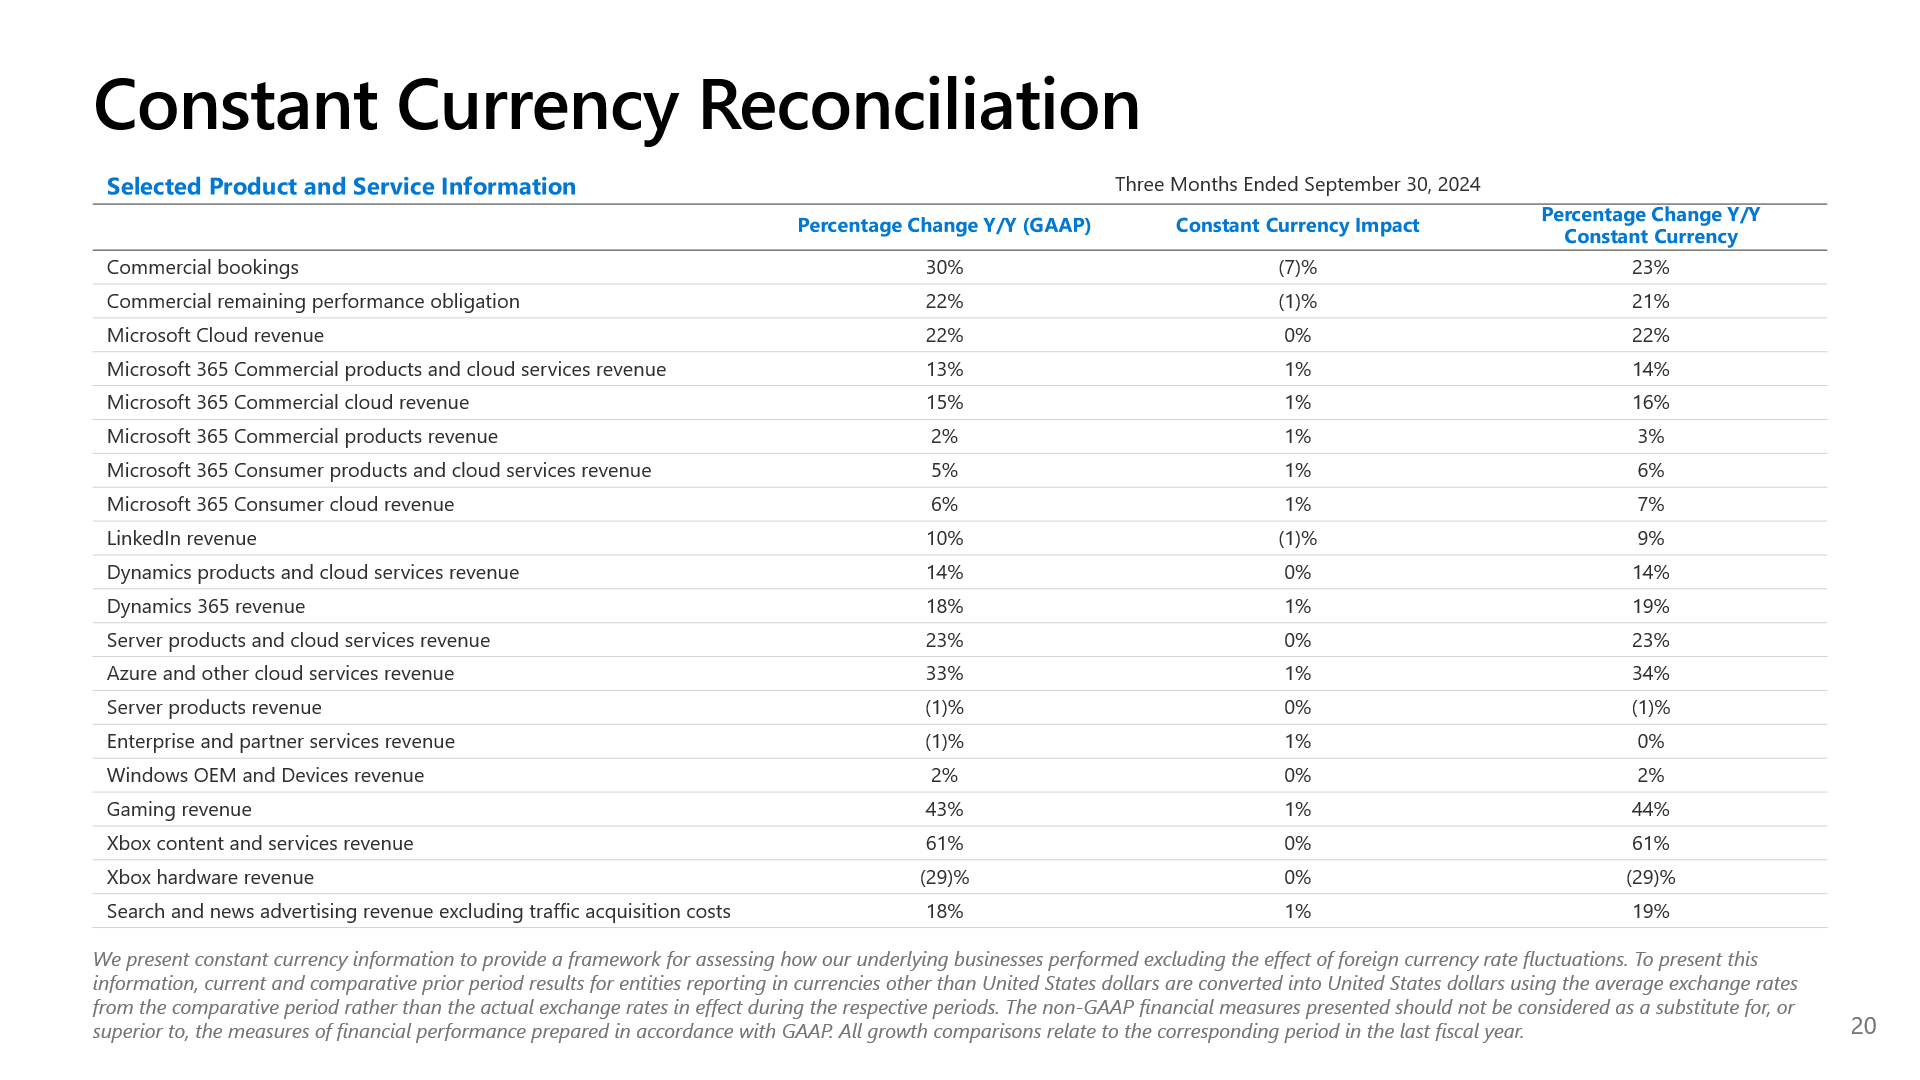 Constant Currency Reconciliation
Selected Product and Service Information Three Months Ended September 30, 2024
Percentage Change Y/Y (GAAP) Constant Currency Impact Percentage Change Y/Y
Constant Currency
Commercial bookings 30% (7)% 23%
Commercial remaining performance obligation 22% (1)% 21%
Microsoft Cloud revenue 22% 0% 22%
Microsoft 365 Commercial products and cloud services revenue 13% 1% 14%
Microsoft 365 Commercial cloud revenue 15% 1% 16%
Microsoft 365 Commercial products revenue 2% 1% 3%
Microsoft 365 Consumer products and cloud services revenue 5% 1% 6%
Microsoft 365 Consumer cloud revenue 6% 1% 7%
LinkedIn revenue 10% (1)% 9%
Dynamics products and cloud services revenue 14% 0% 14%
Dynamics 365 revenue 18% 1% 19%
Server products and cloud services revenue 23% 0% 23%
Azure and other cloud services revenue 33% 1% 34%
Server products revenue (1)% 0% (1)%
Enterprise and partner services revenue (1)% 1% 0%
Windows OEM and Devices revenue 2% 0% 2%
Gaming revenue 43% 1% 44%
Xbox content and services revenue 61% 0% 61%
Xbox hardware revenue (29)% 0% (29)%
Search and news advertising revenue excluding traffic acquisition costs 18% 1% 19%
We present constant currency information to provide a framework for assessing how our underlying businesses performed excluding the effect of foreign currency rate fluctuations. To present this
information, current and comparative prior period results for entities reporting in currencies other than United States dollars are converted into United States dollars using the average exchange rates
from the comparative period rather than the actual exchange rates in effect during the respective periods. The non-GAAP financial measures presented should not be considered as a substitute for, or
superior to, the measures of financial performance prepared in accordance with GAAP. All growth comparisons relate to the corresponding period in the last fiscal year.
20